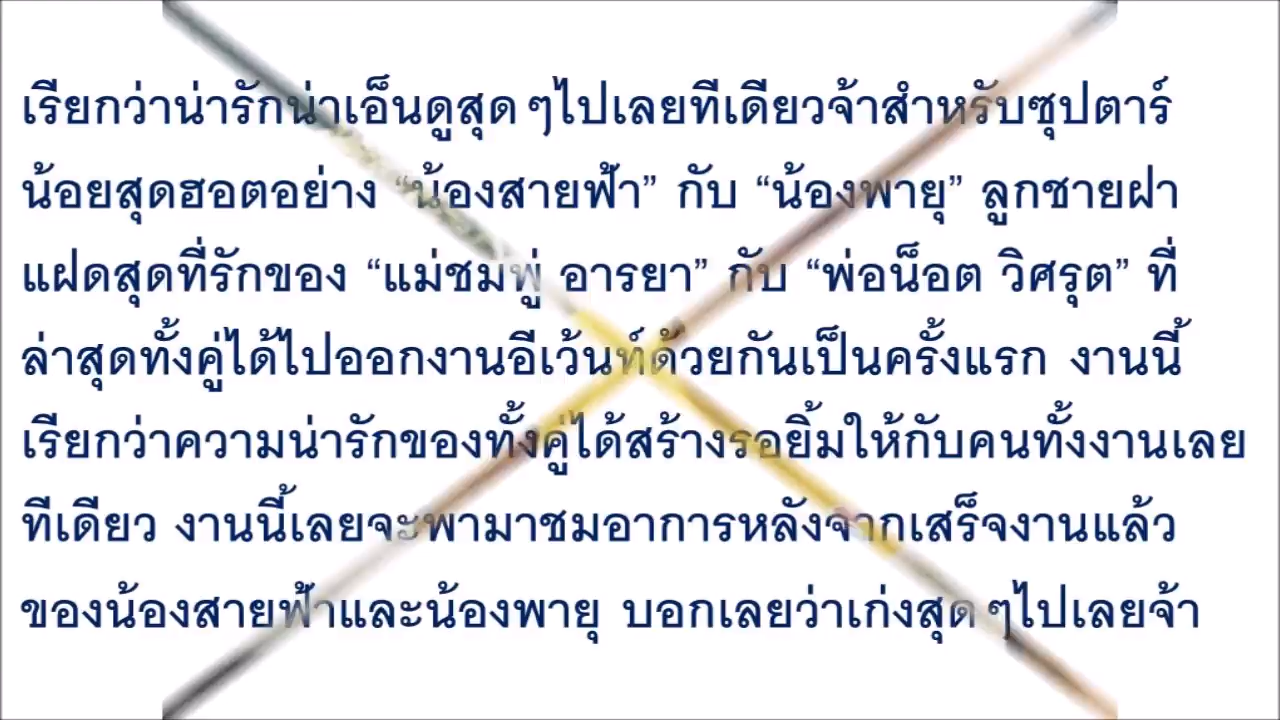 เรียกว่าน่ารักน่าเอ็นดูสุดๆไปเลยทีเดียวจ้าสำหรับซุปตาร์
น้อยสุดฮอตอย่าง “น้องสายฟ้า” กับ “น้องพายุ” ลูกชายฝา
แฝดสุดที่รักของ “แม่ชมพู่ อารยา” กับ “พ่อน็อต วิศรุต” ที่
ล่าสุดทั้งคู่ได้ไปออกงานอีเว้นท์ด้วยกันเป็นครั้งแรก งานนี้
เรียกว่าความน่ารักของทั้งคู่ได้สร้างรอยิ้มให้กับคนทั้งงานเลย
ทีเดียว งานนี้เลยจะพามาชมอาการหลังจากเสร็จงานแล้ว
ของน้องสายฟ้าและน้องพายุ บอกเลยว่าเก่งสุดๆไปเลยจ้า